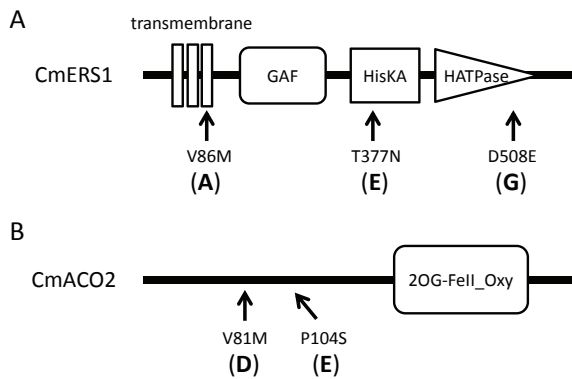 A
transmembrane
CmERS1
GAF
HisKA
HATPase
V86M
T377N
D508E
(A)
(E)
(G)
B
CmACO2
2OG-FeII_Oxy
V81M
P104S
(D)
(E)